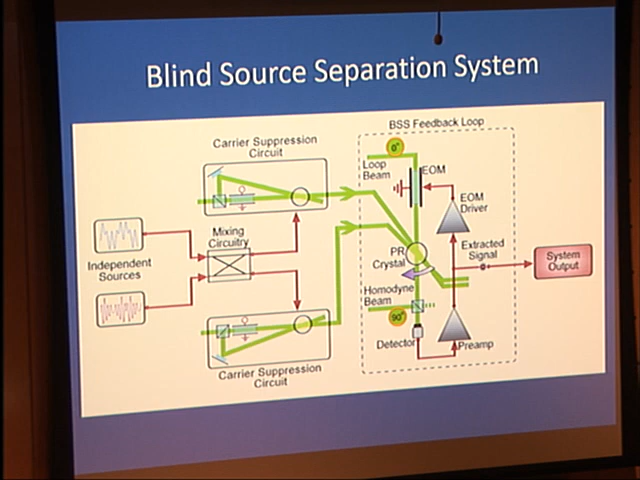 Blind Source Separation System
BSS Feedback Loop
Carrier Suppression
Circuit
0°
Loop
Beam
EOM
EOM
Driver
Mixing
Circuitry
Independent
Sources
PR
Crystal
Extracted
Signal
System
Output
Homodyne
Beam
90°
Detector
Preamp
Carrier Suppression
Circuit